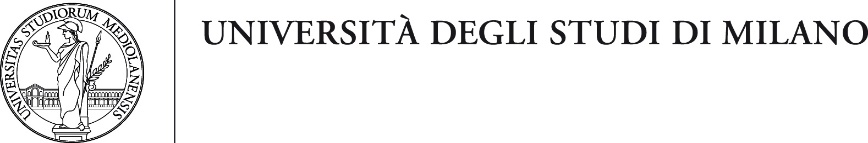 UNIVERSITAS STUDIORUM MEDIOLANENSIS
UNIVERSITÀ DEGLI STUDI DI MILANO